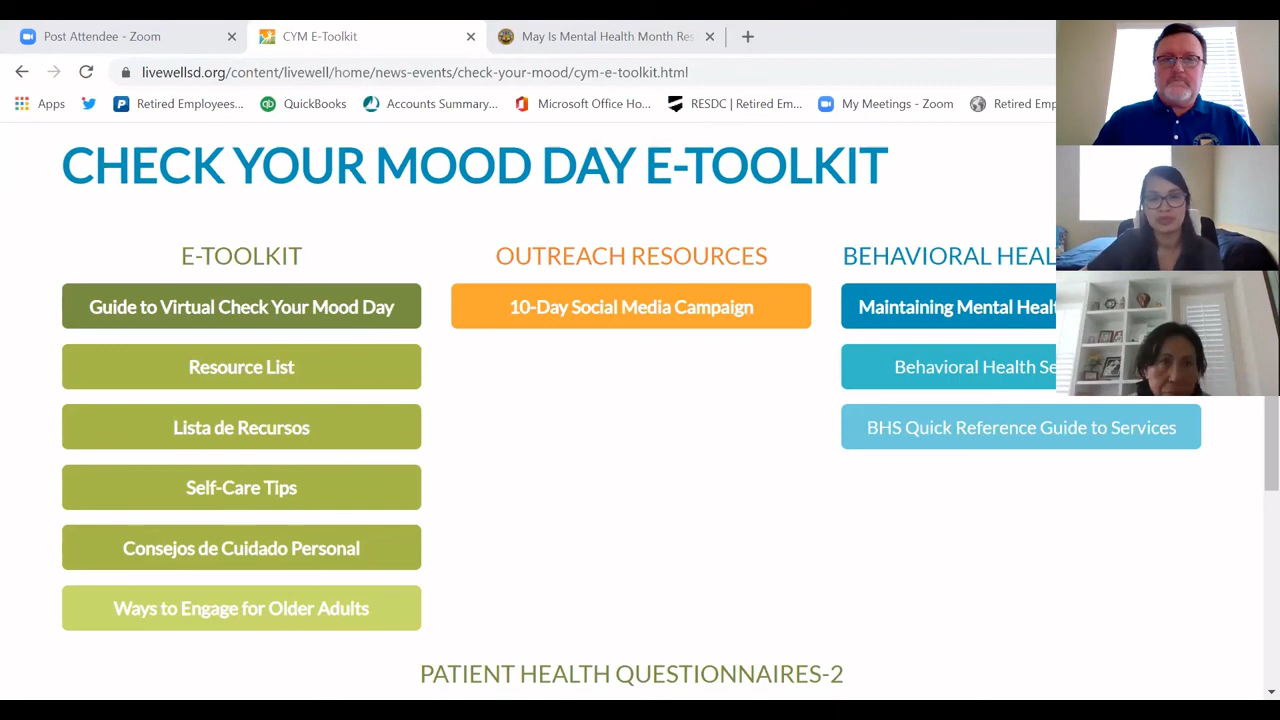 Post Attendee - Zoom
CYM E-Toolkit
May Is Mental Health Month Res
livewellsd.org/content/livewell/home/news-events/check-your-mood/cym-e-toolkit.html
Apps
Retired Employees...
QuickBooks
Accounts Summary...
Microsoft Office Ho...
RESDC | Retired Em...
My Meetings - Zoom
Retired Emp
CHECK YOUR MOOD DAY E-TOOLKIT
E-TOOLKIT
Guide to Virtual Check Your Mood Day
Resource List
Lista de Recursos
Self-Care Tips
Consejos de Cuidado Personal
Ways to Engage for Older Adults
OUTREACH RESOURCES
10-Day Social Media Campaign
BEHAVIORAL HEAL
Maintaining Mental Healt
Behavioral Health Se
BHS Quick Reference Guide to Services
PATIENT HEALTH QUESTIONNAIRES-2